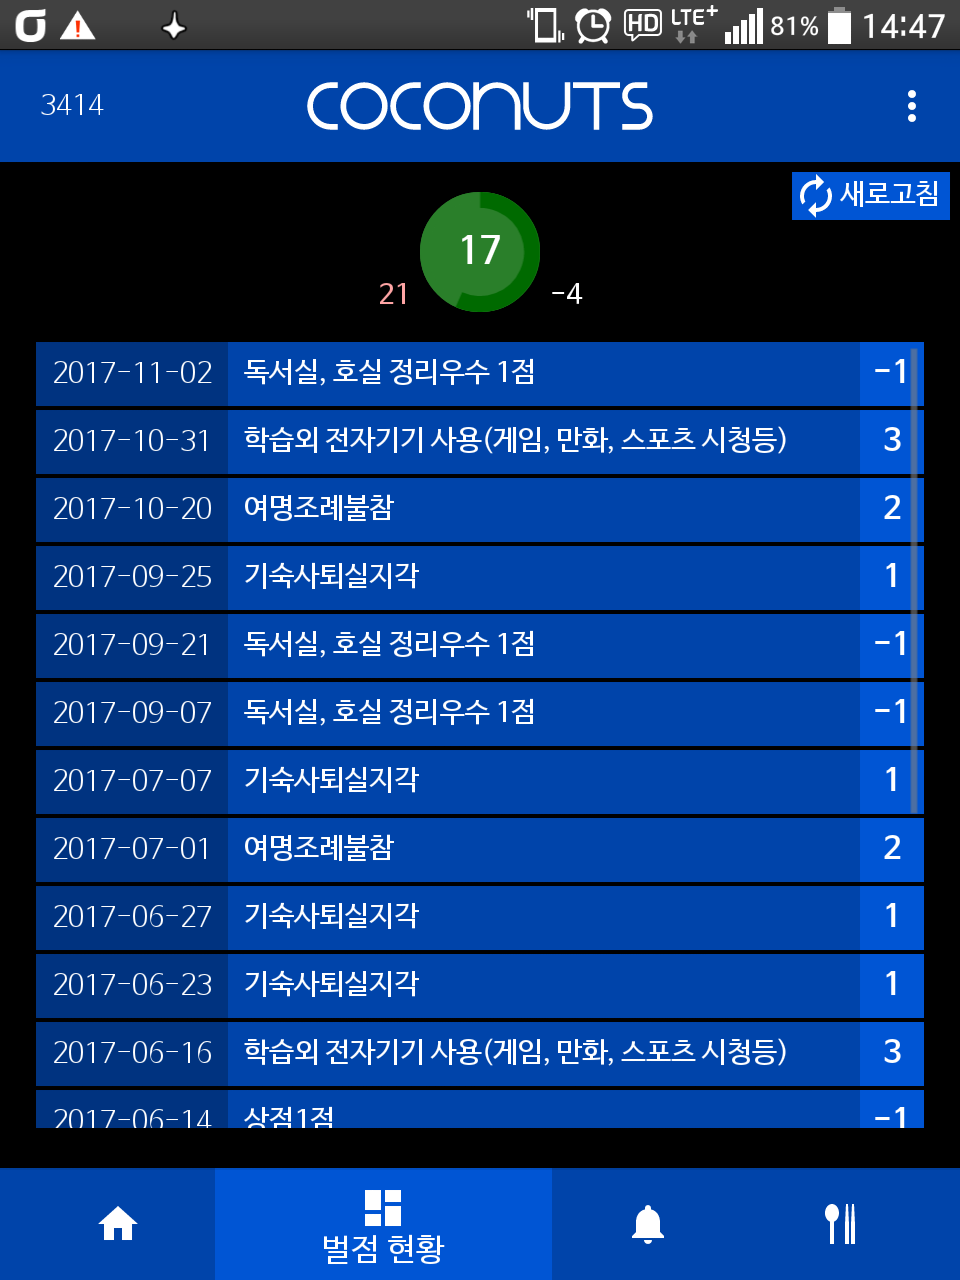 HD LTE+ 81% 14:47
3414 COCONUTS
새로고침
17
21 -4
2017-11-02 독서실, 호실 정리우수 1점 -1
2017-10-31 학습외 전자기기 사용(게임, 만화, 스포츠 시청등) 3
2017-10-20 여명조례불참 2
2017-09-25 기숙사퇴실지각 1
2017-09-21 독서실, 호실 정리우수 1점 -1
2017-09-07 독서실, 호실 정리우수 1점 -1
2017-07-07 기숙사퇴실지각 1
2017-07-01 여명조례불참 2
2017-06-27 기숙사퇴실지각 1
2017-06-23 기숙사퇴실지각 1
2017-06-16 학습외 전자기기 사용(게임, 만화, 스포츠 시청등) 3
2017-06-14 상점1점 -1
벌점 현황